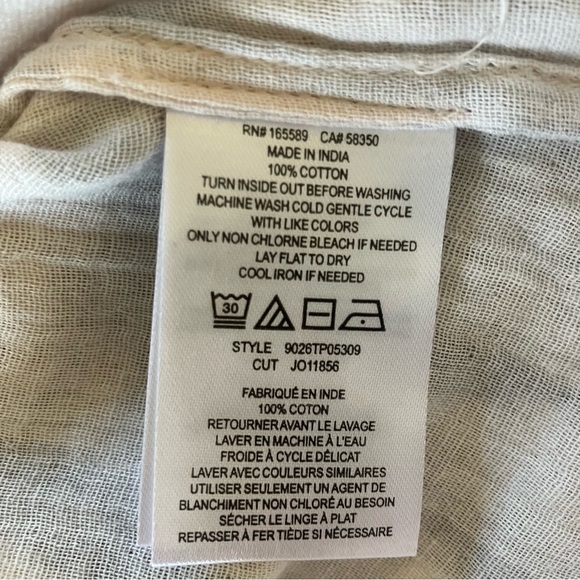 RN# 165589 CA# 58350
MADE IN INDIA
100% COTTON
TURN INSIDE OUT BEFORE WASHING
MACHINE WASH COLD GENTLE CYCLE
WITH LIKE COLORS
ONLY NON CHLORNE BLEACH IF NEEDED
LAY FLAT TO DRY
COOL IRON IF NEEDED
30
STYLE 9026TP05309
CUT JO11856
FABRIQUÉ EN INDE
100% COTON
RETOURNER AVANT LE LAVAGE
LAVER EN MACHINE À L'EAU
FROIDE À CYCLE DÉLICAT
LAVER AVEC COULEURS SIMILAIRES
UTILISER SEULEMENT UN AGENT DE
BLANCHIMENT NON CHLORÉ AU BESOIN
SÉCHER LE LINGE À PLAT
REPASSER À FER TIÈDE SI NÉCESSAIRE